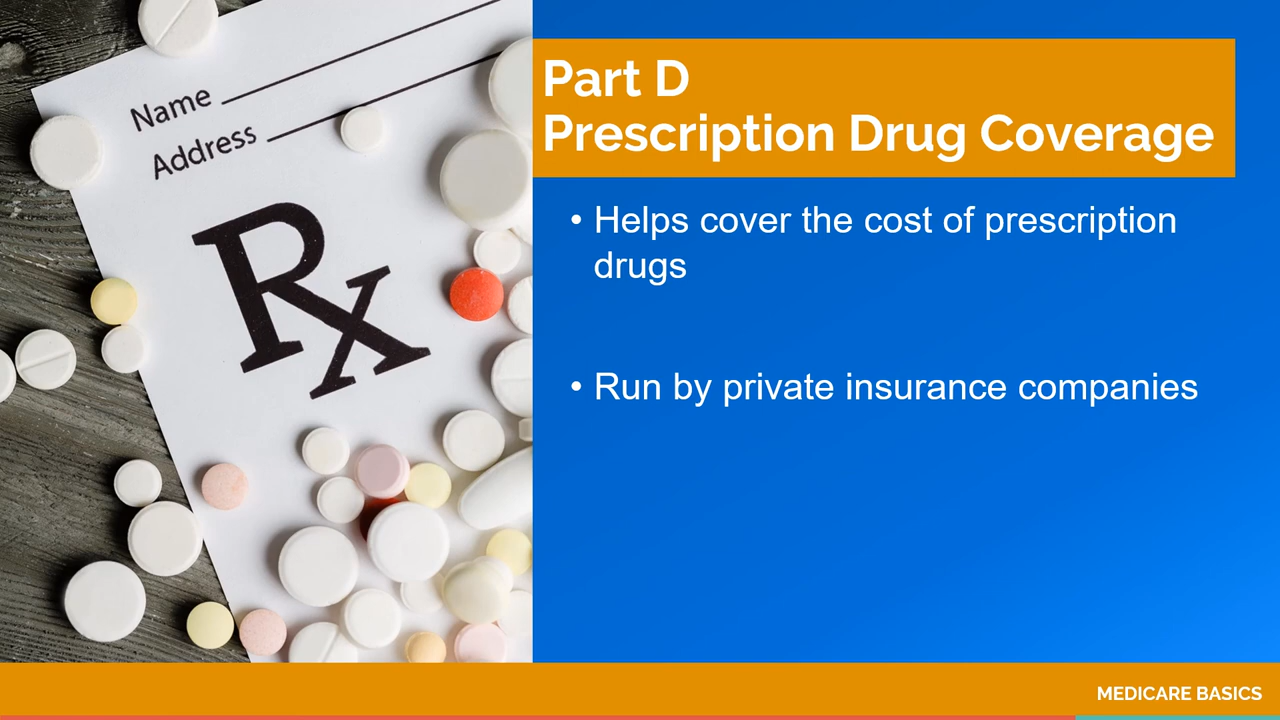 Name
Address
Rx
Part D
Prescription Drug Coverage
• Helps cover the cost of prescription
drugs
• Run by private insurance companies
MEDICARE BASICS